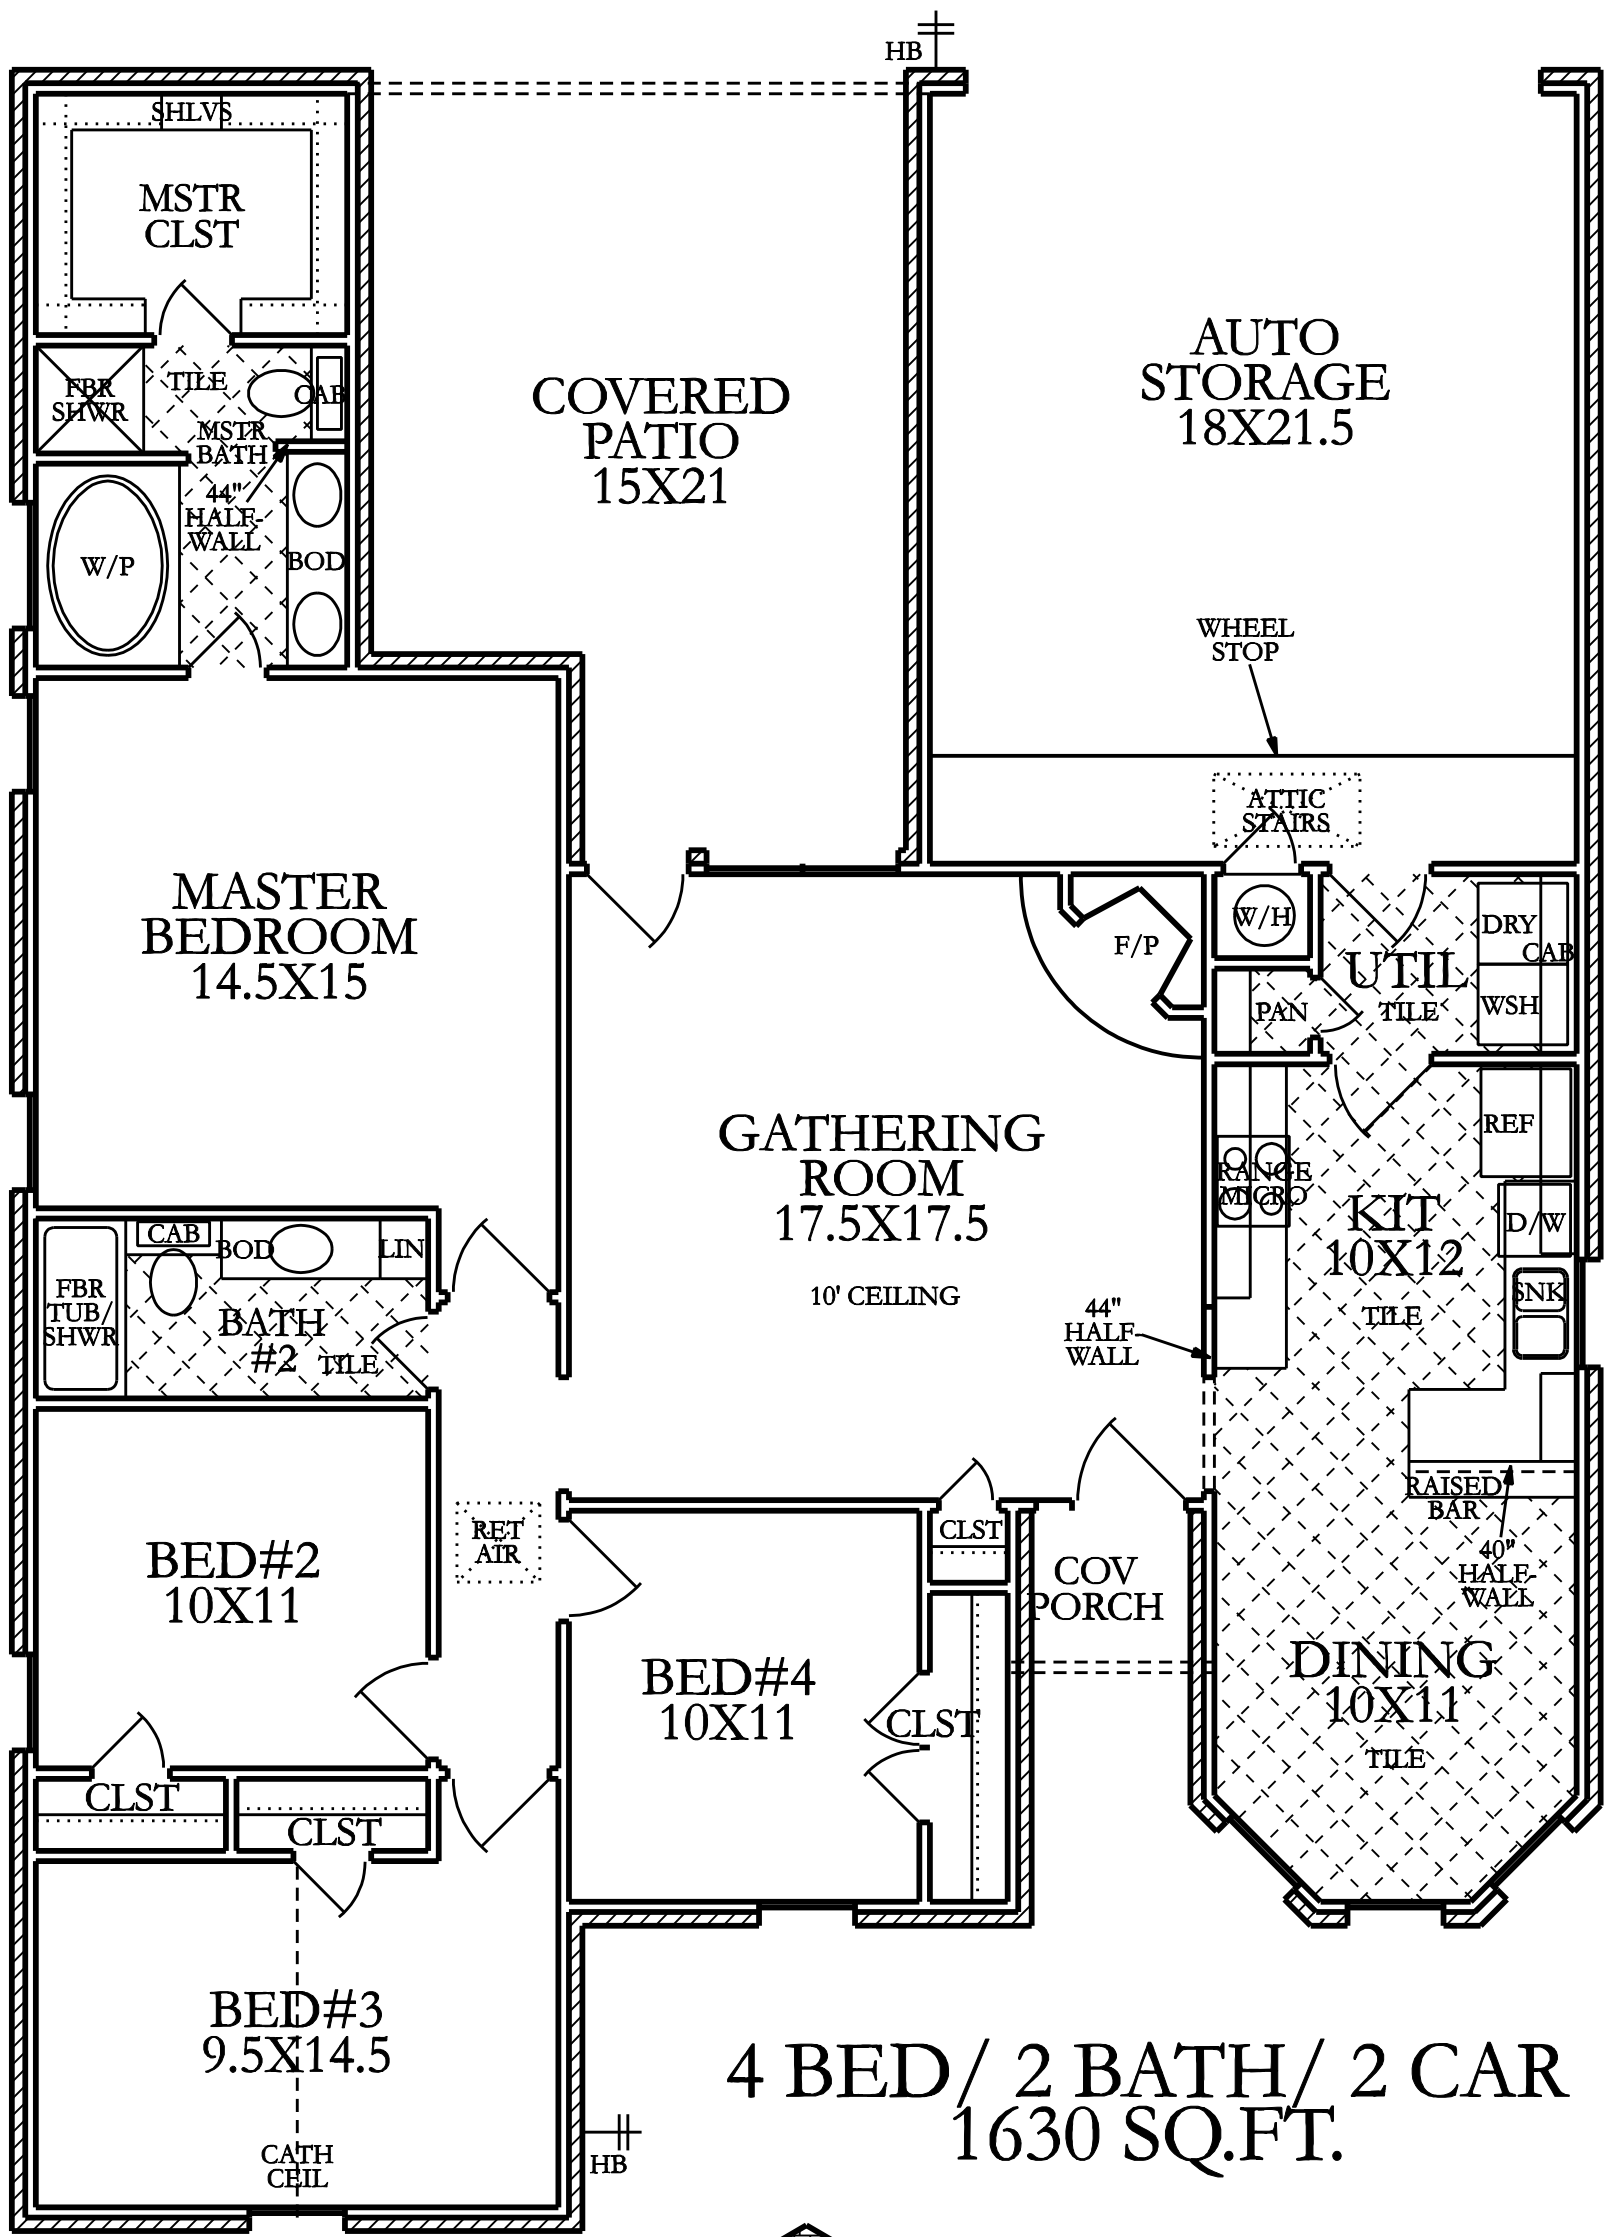 HB
SHLVS
MSTR
CLST
FBR
SHWR
TILE
CAB
MSTR
BATH
44"
HALF-
WALL
W/P
BOD
COVERED
PATIO
15X21
AUTO
STORAGE
18X21.5
WHEEL
STOP
ATTIC
STAIRS
MASTER
BEDROOM
14.5X15
F/P
W/H
DRY
CAB
UTIL
TILE
WSH
PAN
GATHERING
ROOM
17.5X17.5
10' CEILING
REF
RANGE
MICRO
KIT
10X12
TILE
D/W
SNK
44"
HALF
WALL
CAB
BOD
LIN
FBR
TUB/
SHWR
BATH
#2
TILE
RAISED
BAR
40"
HALF-
WALL
BED#2
10X11
RET
AIR
CLST
COV
PORCH
BED#4
10X11
CLST
DINING
10X11
TILE
CLST
CLST
BED#3
9.5X14.5
CATH
CEIL
HB
4 BED/ 2 BATH/ 2 CAR
1630 SQ.FT.